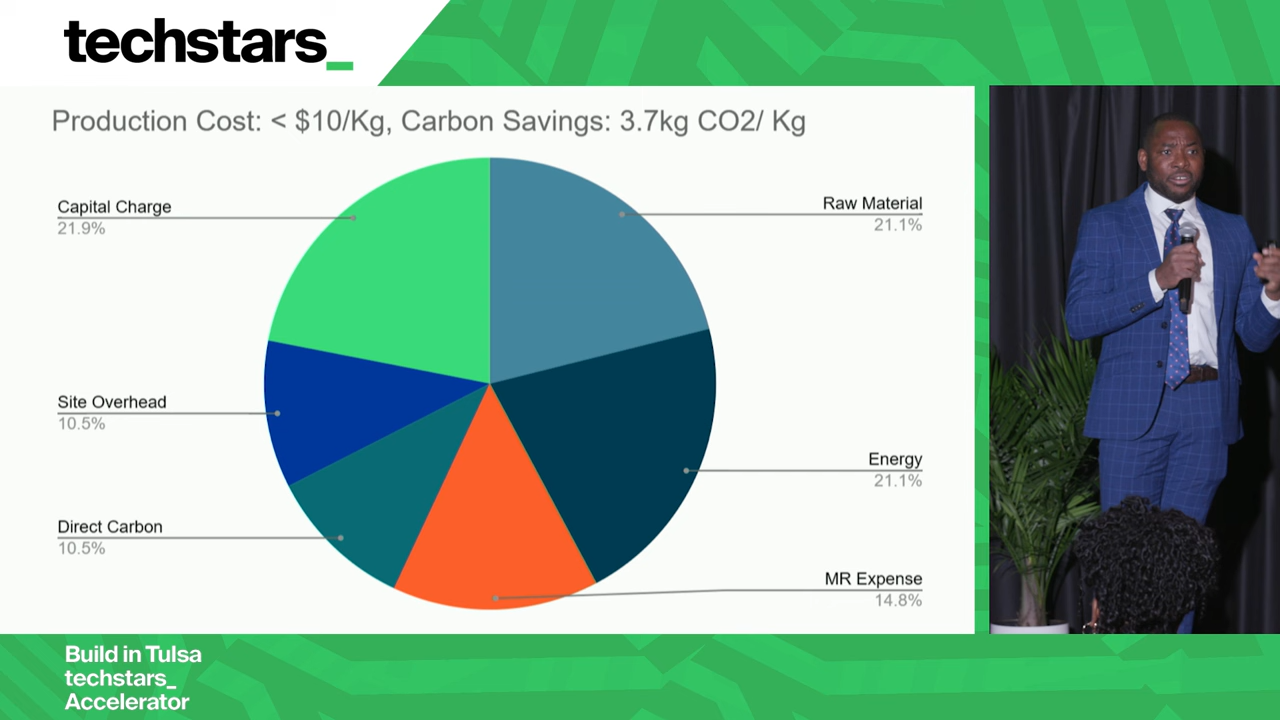 techstars_
Production Cost: < $10/Kg, Carbon Savings: 3.7kg CO2/ Kg
Capital Charge
21.9%
Raw Material
21.1%
Site Overhead
10.5%
Energy
21.1%
Direct Carbon
10.5%
MR Expense
14.8%
Build in Tulsa
techstars_
Accelerator